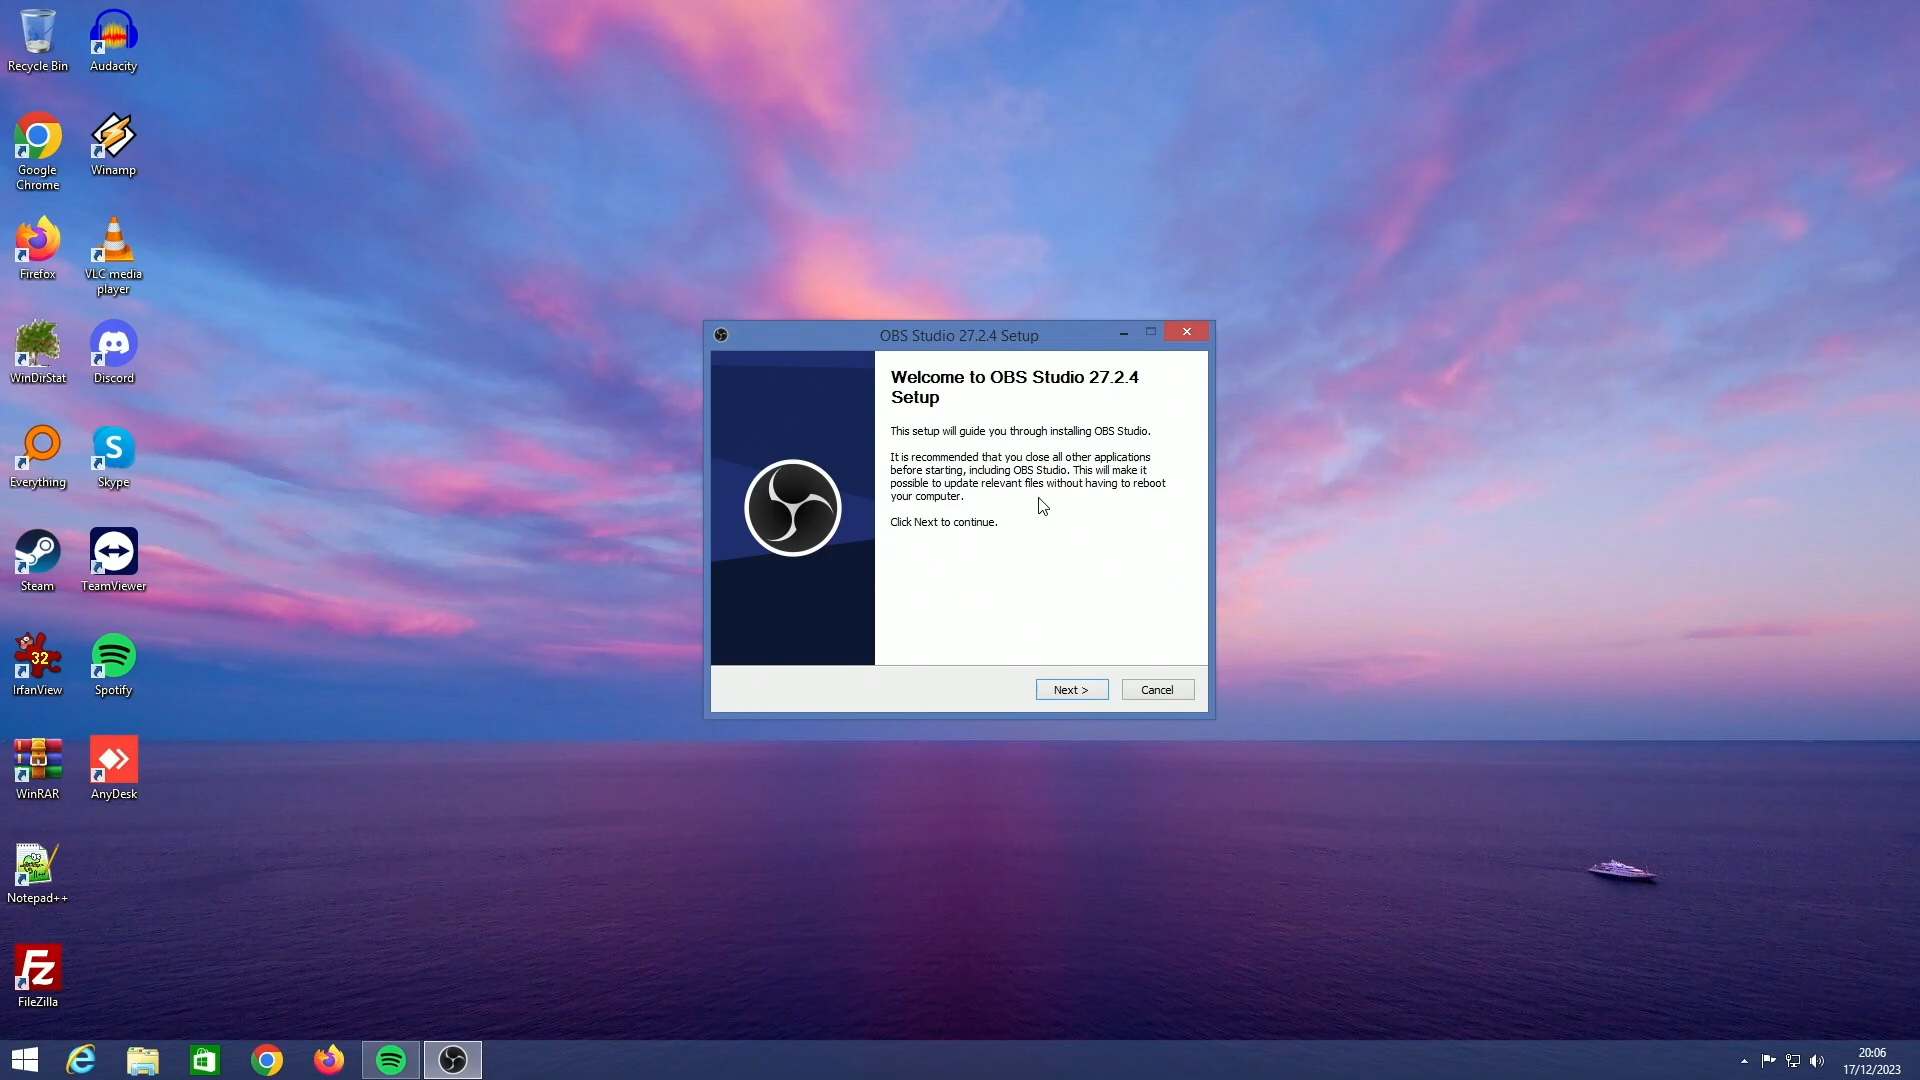 Recycle Bin
Audacity
Google
Chrome
Winamp
Firefox
VLC media
player
WinDirStat
Discord
Everything
S
Skype
Steam
TeamViewer
32
IrfanView
Spotify
WinRAR
AnyDesk
Notepad++
Fz
FileZilla
OBS Studio 27.2.4 Setup
Welcome to OBS Studio 27.2.4
Setup
This setup will guide you through installing OBS Studio.
It is recommended that you close all other applications
before starting, including OBS Studio. This will make it
possible to update relevant files without having to reboot
your computer.
Click Next to continue.
Next >
Cancel
20:06
17/12/2023